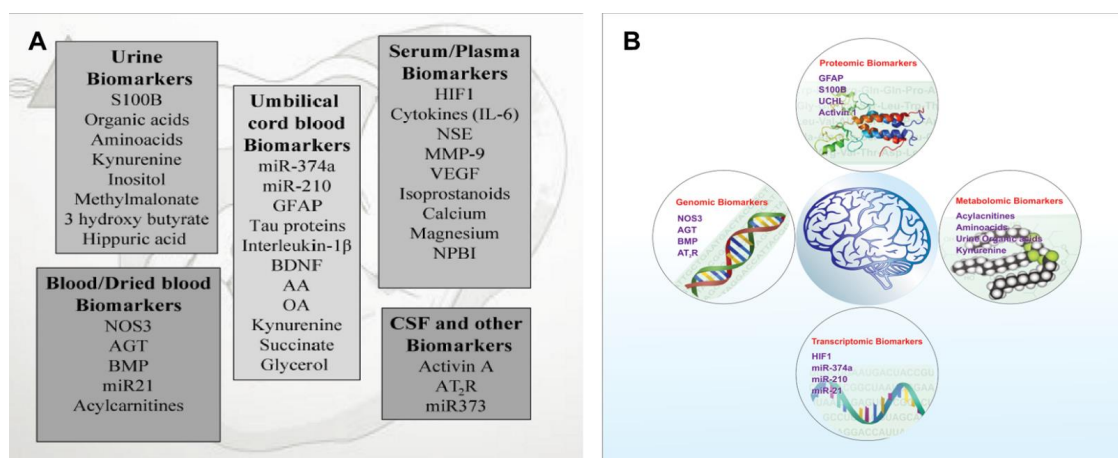 A
Urine
Biomarkers
S100B
Organic acids
Aminoacids
Kynurenine
Inositol
Methylmalonate
3 hydroxy butyrate
Hippuric acid
Blood/Dried blood
Biomarkers
NOS3
AGT
BMP
miR21
Acylcarnitines
Umbilical
cord blood
Biomarkers
miR-374a
miR-210
GFAP
Tau proteins
Interleukin-1β
BDNF
AA
OA
Kynurenine
Succinate
Glycerol
Serum/Plasma
Biomarkers
HIF1
Cytokines (IL-6)
NSE
MMP-9
VEGF
Isoprostanoids
Calcium
Magnesium
NPBI
CSF and other
Biomarkers
Activin A
AT₂R
miR373
B
Proteomic Biomarkers
GFAP
S100B
UCHL
Activin
Genomic Biomarkers
NOS3
AGT
BMP
AT₂R
Metabolomic Biomarkers
Acylacnitines
Aminoacids
Urine Organic acids
Kynurenine
Transcriptomic Biomarkers
HIF1
miR-374a
miR-210
miR-21